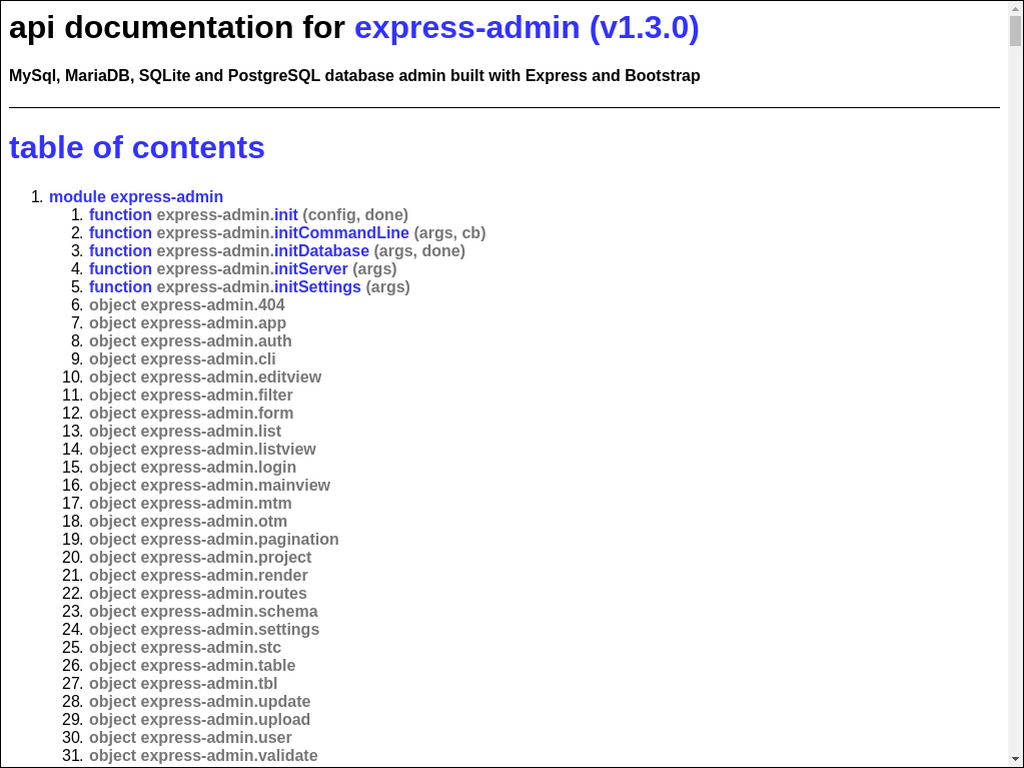 api documentation for express-admin (v1.3.0)
MySql, MariaDB, SQLite and PostgreSQL database admin built with Express and Bootstrap
table of contents
1. module express-admin
1. function express-admin.init (config, done)
2. function express-admin.initCommandLine (args, cb)
3. function express-admin.initDatabase (args, done)
4. function express-admin.initServer (args)
5. function express-admin.initSettings (args)
6. object express-admin.404
7. object express-admin.app
8. object express-admin.auth
9. object express-admin.cli
10. object express-admin.editview
11. object express-admin.filter
12. object express-admin.form
13. object express-admin.list
14. object express-admin.listview
15. object express-admin.login
16. object express-admin.mainview
17. object express-admin.mtm
18. object express-admin.otm
19. object express-admin.pagination
20. object express-admin.project
21. object express-admin.render
22. object express-admin.routes
23. object express-admin.schema
24. object express-admin.settings
25. object express-admin.stc
26. object express-admin.table
27. object express-admin.tbl
28. object express-admin.update
29. object express-admin.upload
30. object express-admin.user
31. object express-admin.validate